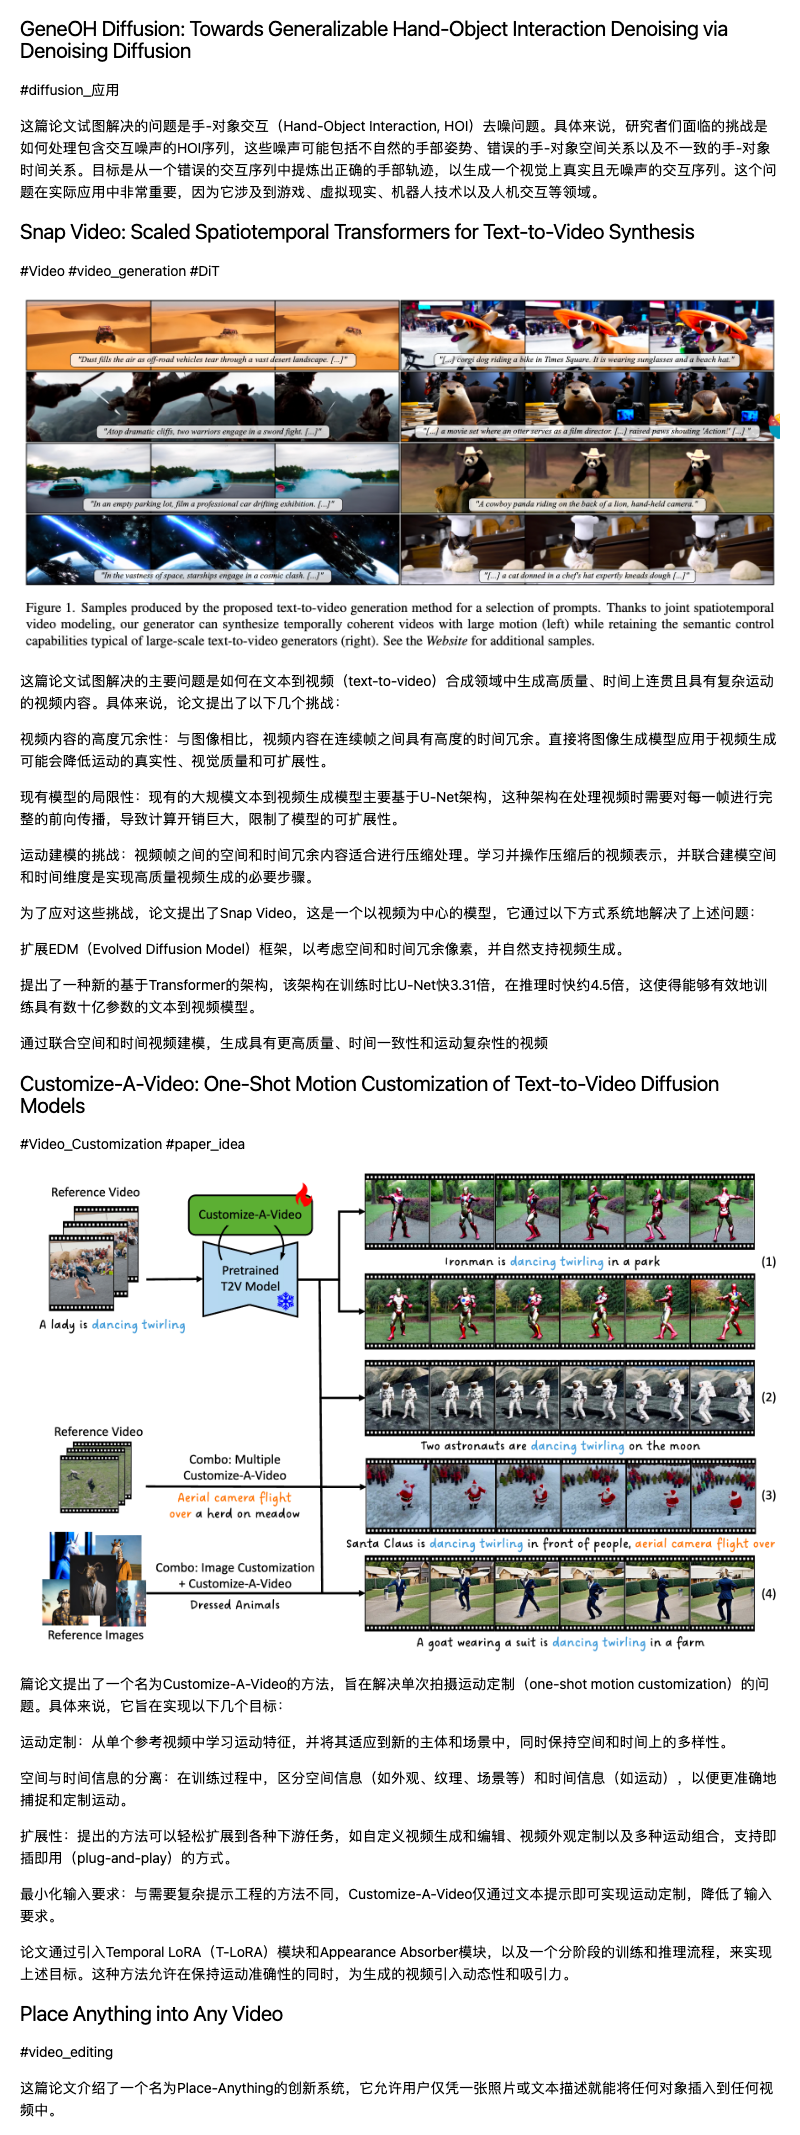 GeneOH Diffusion: Towards Generalizable Hand-Object Interaction Denoising via
Denoising Diffusion
#diffusion_应用
这篇论文试图解决的问题是手-对象交互（Hand-Object Interaction, HOI）去噪问题。具体来说，研究者们面临的挑战是
如何处理包含交互噪声的HOI序列，这些噪声可能包括不自然的手部姿势、错误的手-对象空间关系以及不一致的手-对象
时间关系。目标是从一个错误的交互序列中提炼出正确的手部轨迹，以生成一个视觉上真实且无噪声的交互序列。这个问
题在实际应用中非常重要，因为它涉及到游戏、虚拟现实、机器人技术以及人机交互等领域。
Snap Video: Scaled Spatiotemporal Transformers for Text-to-Video Synthesis
#Video #video_generation #DiT
"Dust fills the air as off-road vehicles tear through a vast desert landscape. [...]"
"[...] corgi dog riding a bike in Times Square. It is wearing sunglasses and a beach hat."
"Atop dramatic cliffs, two warriors engage in a sword fight. [...]"
"[...] a movie set where an otter serves as a film director. [...] raised paws shouting 'Action!' [...] "
"In an empty parking lot, film a professional car drifting exhibition. [...]"
"A cowboy panda riding on the back of a lion, hand-held camera."
"In the vastness of space, starships engage in a cosmic clash. [...]"
"[...] a cat donned in a chef's hat expertly kneads dough [...]"
Figure 1. Samples produced by the proposed text-to-video generation method for a selection of prompts. Thanks to joint spatiotemporal
video modeling, our generator can synthesize temporally coherent videos with large motion (left) while retaining the semantic control
capabilities typical of large-scale text-to-video generators (right). See the Website for additional samples.
这篇论文试图解决的主要问题是如何在文本到视频（text-to-video）合成领域中生成高质量、时间上连贯且具有复杂运动
的视频内容。具体来说，论文提出了以下几个挑战：
视频内容的高度冗余性：与图像相比，视频内容在连续帧之间具有高度的时间冗余。直接将图像生成模型应用于视频生成
可能会降低运动的真实性、视觉质量和可扩展性。
现有模型的局限性：现有的大规模文本到视频生成模型主要基于U-Net架构，这种架构在处理视频时需要对每一帧进行完
整的前向传播，导致计算开销巨大，限制了模型的可扩展性。
运动建模的挑战：视频帧之间的空间和时间冗余内容适合进行压缩处理。学习并操作压缩后的视频表示，并联合建模空间
和时间维度是实现高质量视频生成的必要步骤。
为了应对这些挑战，论文提出了Snap Video，这是一个以视频为中心的模型，它通过以下方式系统地解决了上述问题：
扩展EDM（Evolved Diffusion Model）框架，以考虑空间和时间冗余像素，并自然支持视频生成。
提出了一种新的基于Transformer的架构，该架构在训练时比U-Net快3.31倍，在推理时快约4.5倍，这使得能够有效地训
练具有数十亿参数的文本到视频模型。
通过联合空间和时间视频建模，生成具有更高质量、时间一致性和运动复杂性的视频
Customize-A-Video: One-Shot Motion Customization of Text-to-Video Diffusion
Models
#Video_Customization #paper_idea
Reference Video
Customize-A-Video
Pretrained
T2V Model
A lady is dancing twirling
Ironman is dancing twirling in a park
(1)
(2)
Two astronauts are dancing twirling on the moon
Reference Video
Combo: Multiple
Customize-A-Video
Aerial camera flight
over a herd on meadow
(3)
Santa Claus is dancing twirling in front of people, aerial camera flight over
Combo: Image Customization
+ Customize-A-Video
Dressed Animals
Reference Images
(4)
A goat wearing a suit is dancing twirling in a farm
篇论文提出了一个名为Customize-A-Video的方法，旨在解决单次拍摄运动定制（one-shot motion customization）的问
题。具体来说，它旨在实现以下几个目标：
运动定制：从单个参考视频中学习运动特征，并将其适应到新的主体和场景中，同时保持空间和时间上的多样性。
空间与时间信息的分离：在训练过程中，区分空间信息（如外观、纹理、场景等）和时间信息（如运动），以便更准确地
捕捉和定制运动。
扩展性：提出的方法可以轻松扩展到各种下游任务，如自定义视频生成和编辑、视频外观定制以及多种运动组合，支持即
插即用（plug-and-play）的方式。
最小化输入要求：与需要复杂提示工程的方法不同，Customize-A-Video仅通过文本提示即可实现运动定制，降低了输入
要求。
论文通过引入Temporal LoRA（T-LoRA）模块和Appearance Absorber模块，以及一个分阶段的训练和推理流程，来实现
上述目标。这种方法允许在保持运动准确性的同时，为生成的视频引入动态性和吸引力。
Place Anything into Any Video
#video_editing
这篇论文介绍了一个名为Place-Anything的创新系统，它允许用户仅凭一张照片或文本描述就能将任何对象插入到任何视
频中。